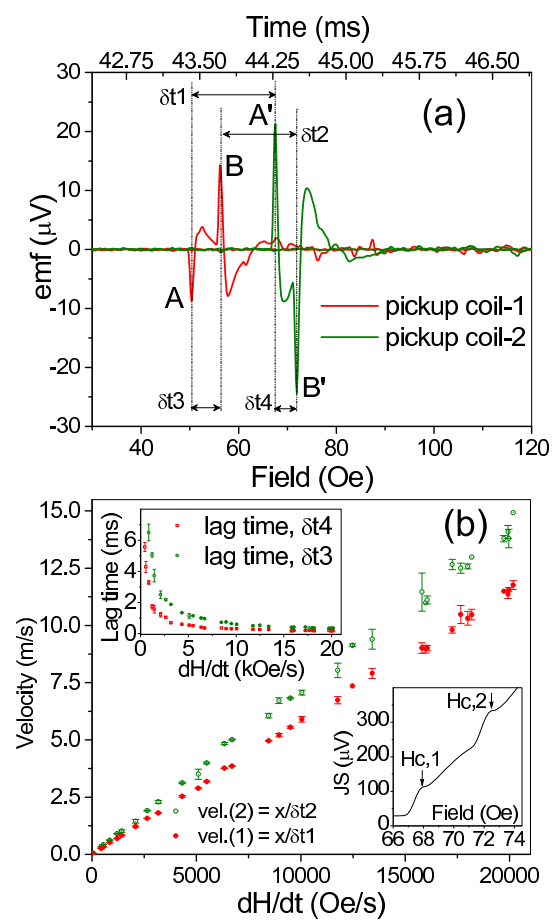 Time (ms)
42.75 43.50 44.25 45.00 45.75 46.50
30
20
10
0
-10
-20
-30
emf (μV)
δt1
A'
(a)
δt2
B
A
pickup coil-1
pickup coil-2
B'
δt3
δt4
40 60 80 100 120
Field (Oe)
15.0
12.5
10.0
7.5
5.0
2.5
0.0
Velocity (m/s)
(b)
6
4
2
0
Lag time (ms)
lag time, δt4
lag time, δt3
0 5 10 15 20
dH/dt (kOe/s)
Hc,2
Hc,1
300
200
100
0
JS (μV)
Field (Oe)
66 68 70 72 74
vel.(2) = x/δt2
vel.(1) = x/δt1
0 5000 10000 15000 20000
dH/dt (Oe/s)